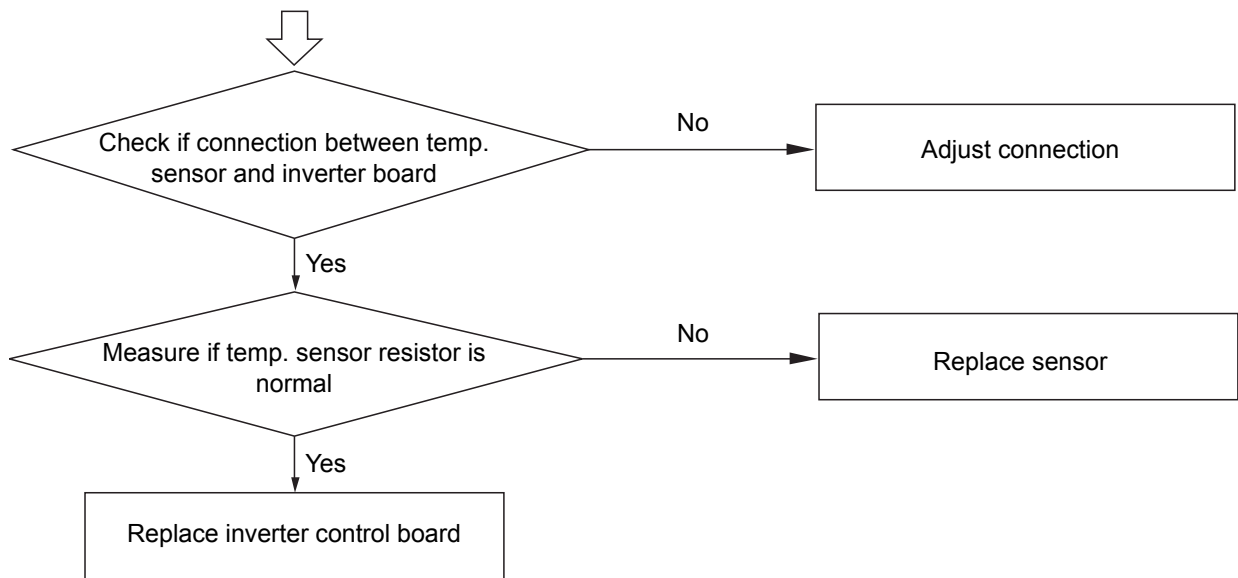 Check if connection between temp.
sensor and inverter board
No
Adjust connection
Yes
Measure if temp. sensor resistor is
normal
No
Replace sensor
Yes
Replace inverter control board